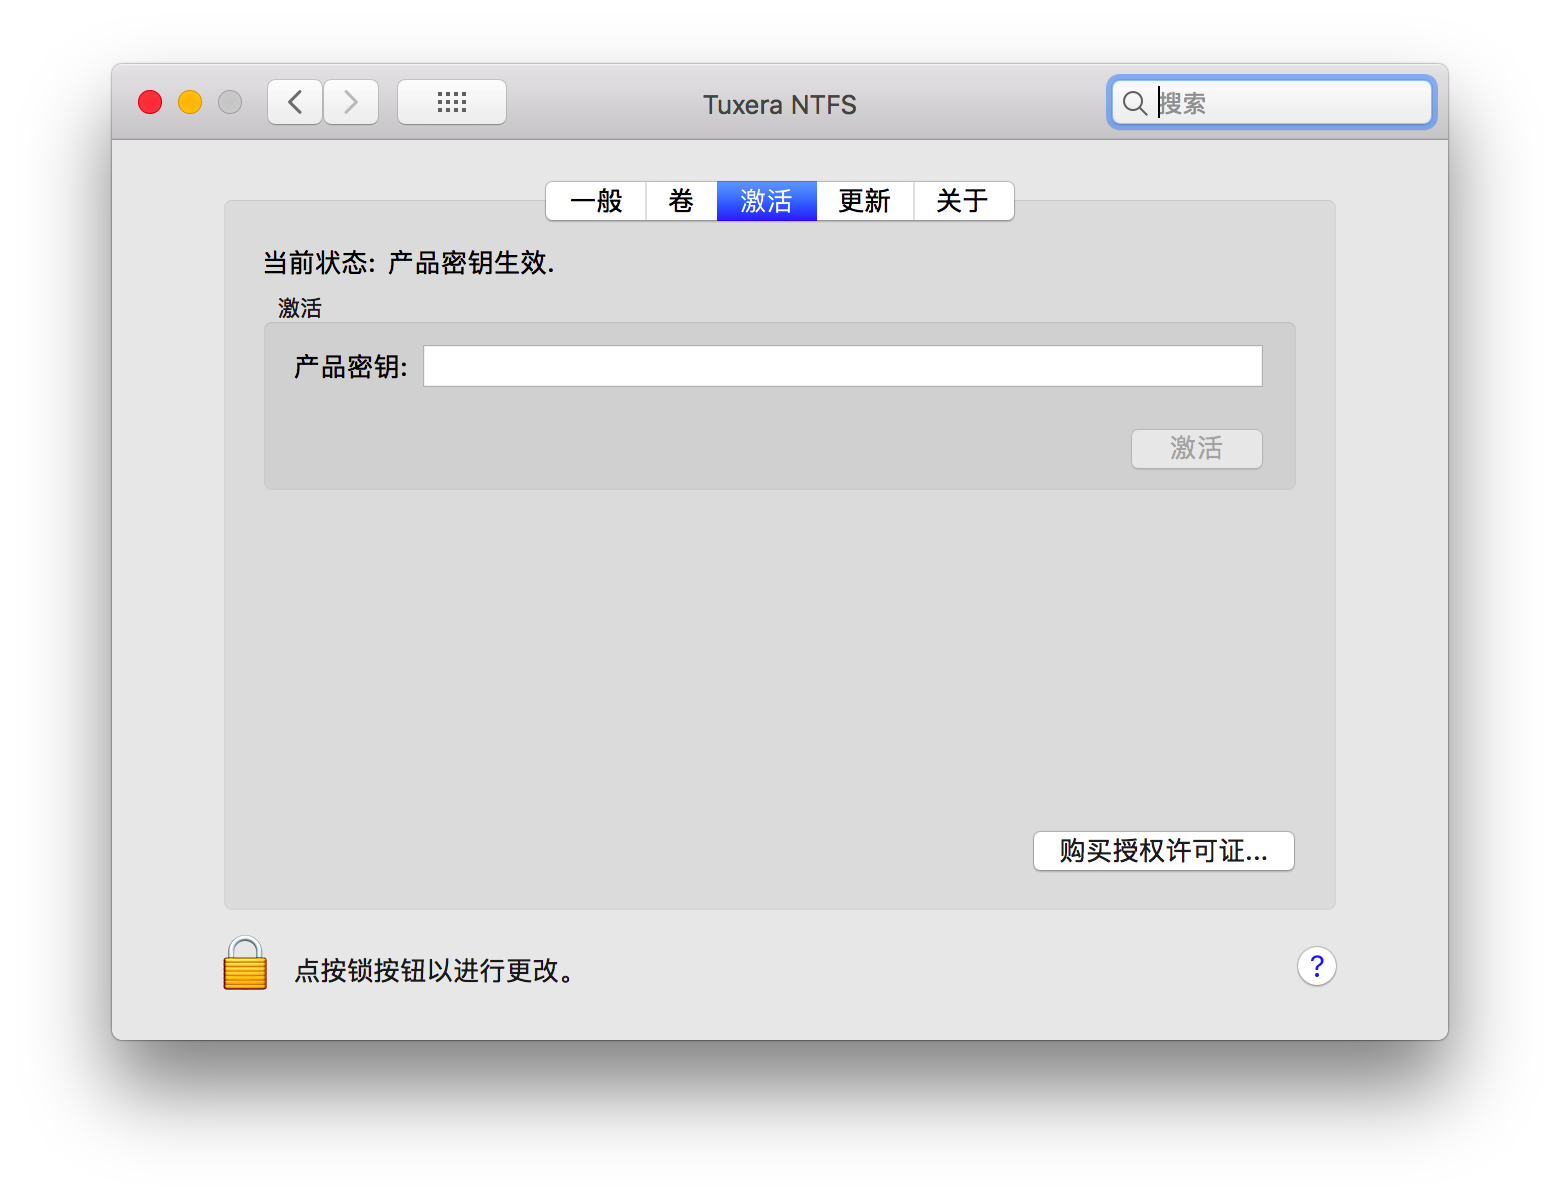 Tuxera NTFS
搜索
一般 卷 激活 更新 关于
当前状态: 产品密钥生效.
激活
产品密钥:
激活
购买授权许可证...
点按锁按钮以进行更改。
?